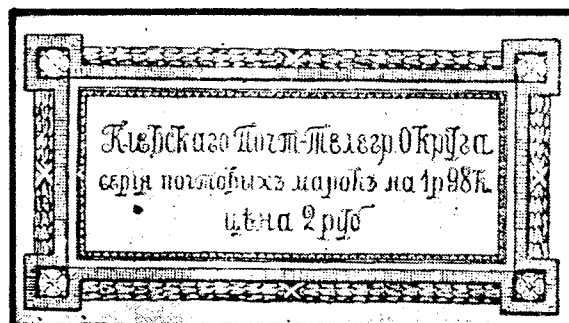 Кіевскаго Почт-Телегр. Округа
серія почтовыхъ марокъ на 1р 98к.
цѣна 2 руб